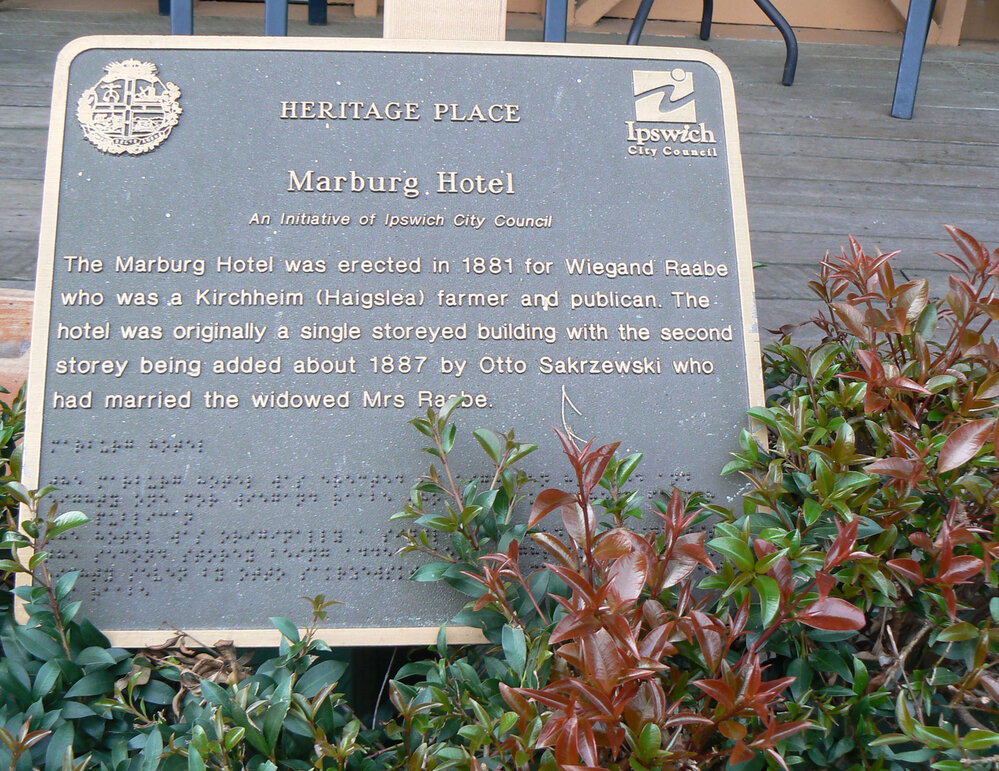 HERITAGE PLACE
Ipswich
City Council
Marburg Hotel
An Initiative of Ipswich City Council
The Marburg Hotel was erected in 1881 for Wiegand Raabe
who was a Kirchheim (Haigslea) farmer and publican. The
hotel was originally a single storeyed building with the second
storey being added about 1887 by Otto Sakrzewski who
had married the widowed Mrs Raabe.